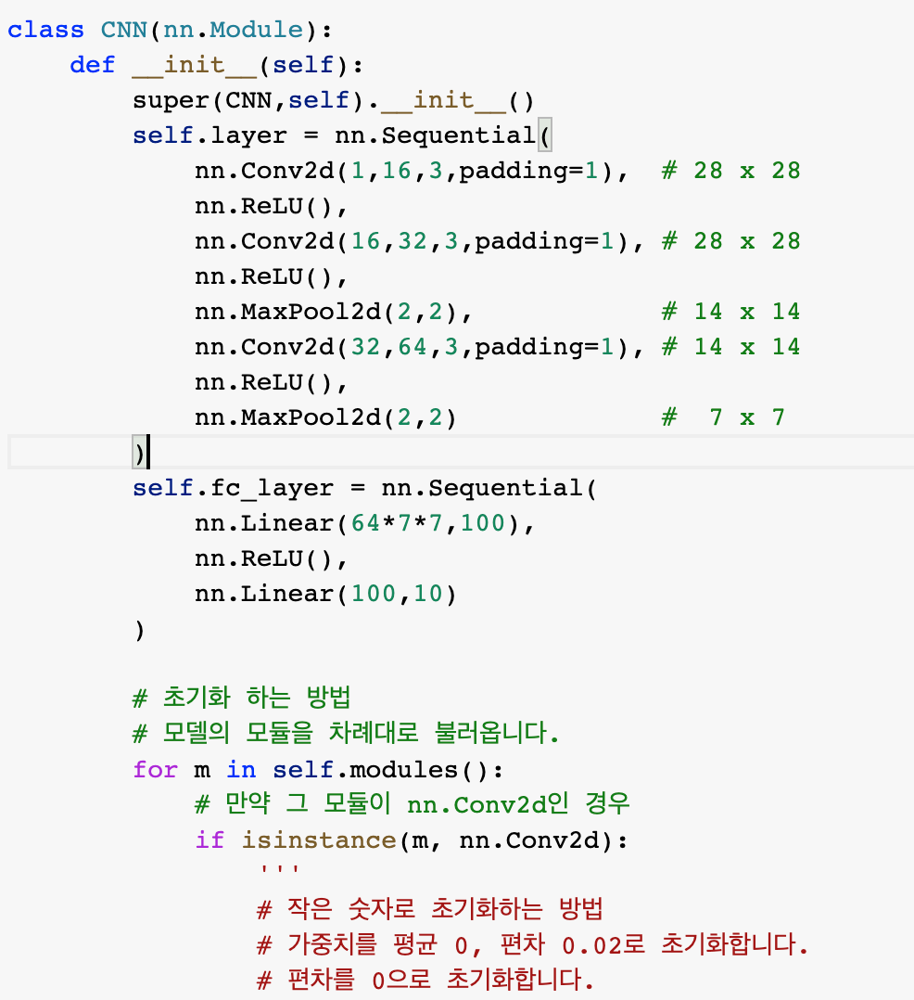 class CNN(nn.Module):
    def __init__(self):
        super(CNN,self).__init__()
        self.layer = nn.Sequential(
            nn.Conv2d(1,16,3,padding=1),  # 28 x 28
            nn.ReLU(),
            nn.Conv2d(16,32,3,padding=1), # 28 x 28
            nn.ReLU(),
            nn.MaxPool2d(2,2),            # 14 x 14
            nn.Conv2d(32,64,3,padding=1), # 14 x 14
            nn.ReLU(),
            nn.MaxPool2d(2,2)             #  7 x 7
        )
        self.fc_layer = nn.Sequential(
            nn.Linear(64*7*7,100),
            nn.ReLU(),
            nn.Linear(100,10)
        )
        # 초기화 하는 방법
        # 모델의 모듈을 차례대로 불러옵니다.
        for m in self.modules():
            # 만약 그 모듈이 nn.Conv2d인 경우
            if isinstance(m, nn.Conv2d):
                '''
                # 작은 숫자로 초기화하는 방법
                # 가중치를 평균 0, 편차 0.02로 초기화합니다.
                # 편차를 0으로 초기화합니다.